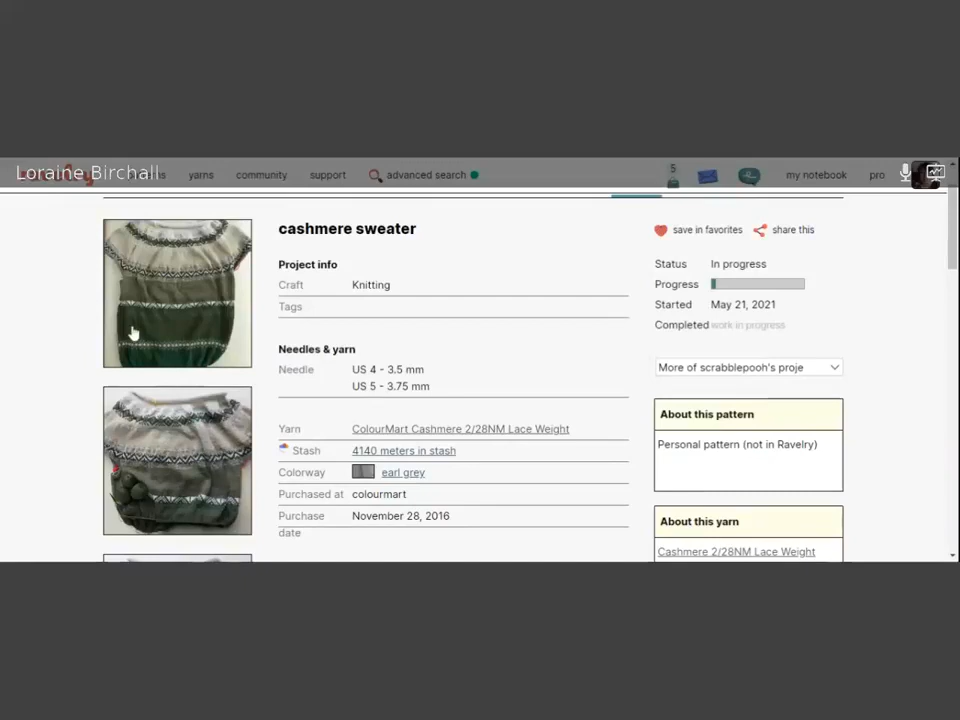 Loraine Birchall
yarns community support advanced search 5 my notebook pro
cashmere sweater
save in favorites share this
Project info
Status In progress
Craft Knitting
Progress
Tags
Started May 21, 2021
Completed work in progress
Needles & yarn
Needle US 4 - 3.5 mm
US 5 - 3.75 mm
More of scrabblepooh's proje
About this pattern
Personal pattern (not in Ravelry)
Yarn ColourMart Cashmere 2/28NM Lace Weight
Stash 4140 meters in stash
Colorway earl grey
Purchased at colourmart
Purchase date November 28, 2016
About this yarn
Cashmere 2/28NM Lace Weight